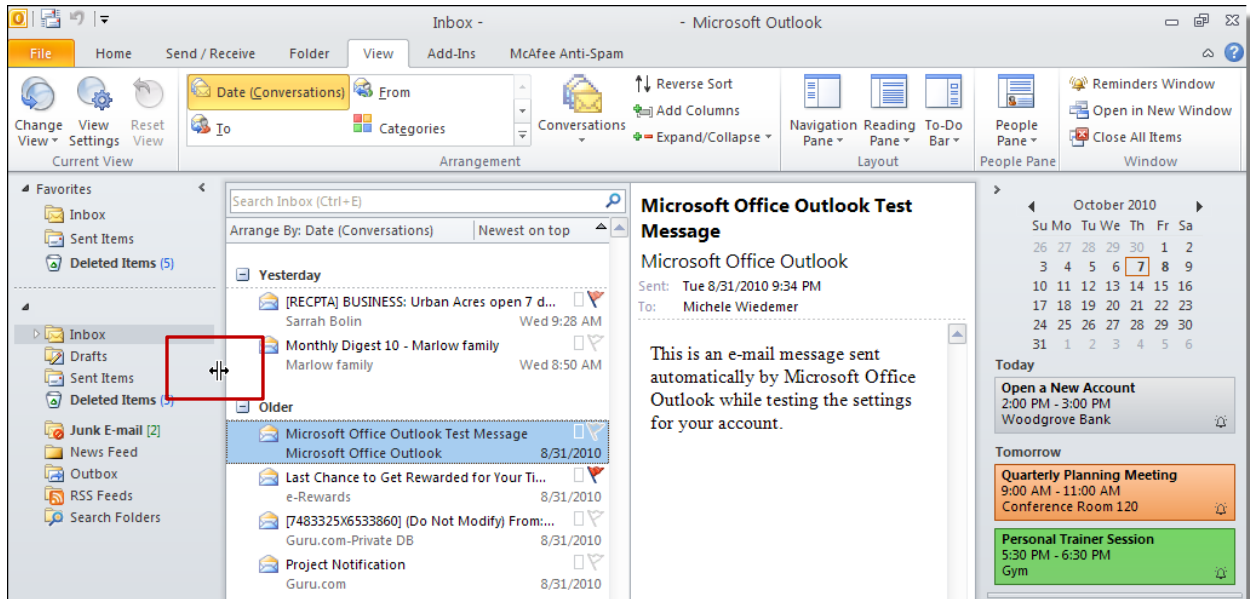 Inbox - - Microsoft Outlook
File Home Send / Receive Folder View Add-Ins McAfee Anti-Spam
Change View
View Settings
Reset View
Current View
Date (Conversations) From
To Categories
Conversations
Arrangement
Reverse Sort
Add Columns
Expand/Collapse
Navigation Pane
Reading Pane
To-Do Bar
Layout
People Pane
People Pane
Reminders Window
Open in New Window
Close All Items
Window
Favorites
Inbox
Sent Items
Deleted Items (5)
Inbox
Drafts
Sent Items
Deleted Items (5)
Junk E-mail [2]
News Feed
Outbox
RSS Feeds
Search Folders
Search Inbox (Ctrl+E)
Arrange By: Date (Conversations) Newest on top
Yesterday
[RECPTA] BUSINESS: Urban Acres open 7 d...
Sarrah Bolin Wed 9:28 AM
Monthly Digest 10 - Marlow family
Marlow family Wed 8:50 AM
Older
Microsoft Office Outlook Test Message
Microsoft Office Outlook 8/31/2010
Last Chance to Get Rewarded for Your Ti...
e-Rewards 8/31/2010
[7483325X6533860] (Do Not Modify) From:...
Guru.com-Private DB 8/31/2010
Project Notification
Guru.com 8/31/2010
Microsoft Office Outlook Test
Message
Microsoft Office Outlook
Sent: Tue 8/31/2010 9:34 PM
To: Michele Wiedemer
This is an e-mail message sent
automatically by Microsoft Office
Outlook while testing the settings
for your account.
October 2010
Su Mo Tu We Th Fr Sa
26 27 28 29 30 1 2
3 4 5 6 7 8 9
10 11 12 13 14 15 16
17 18 19 20 21 22 23
24 25 26 27 28 29 30
31 1 2 3 4 5 6
Today
Open a New Account
2:00 PM - 3:00 PM
Woodgrove Bank
Tomorrow
Quarterly Planning Meeting
9:00 AM - 11:00 AM
Conference Room 120
Personal Trainer Session
5:30 PM - 6:30 PM
Gym